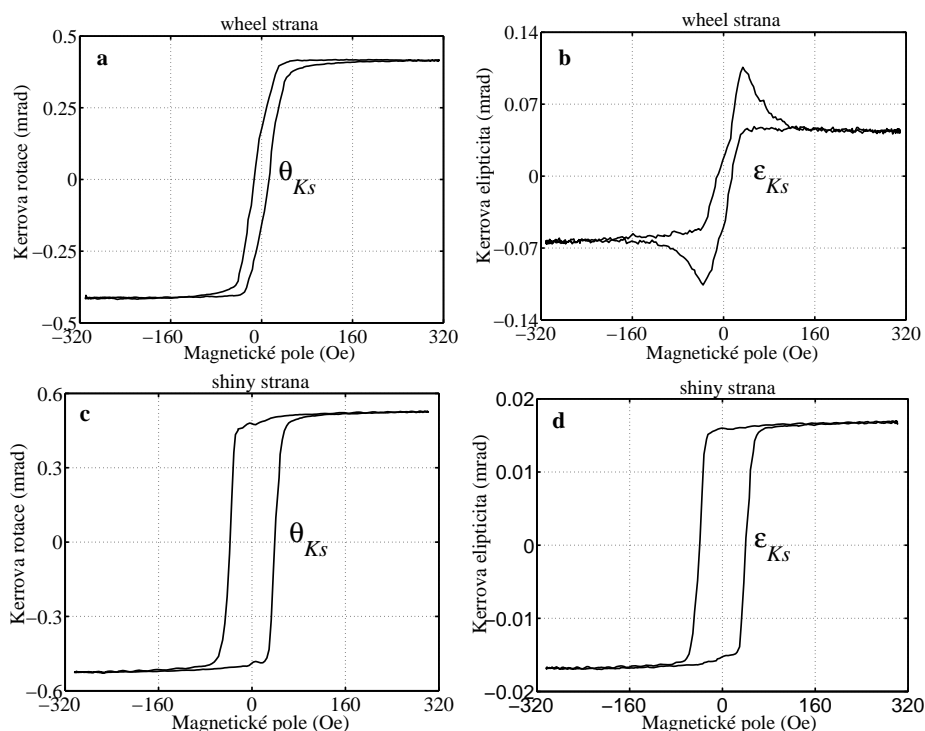 wheel strana
a
Kerrova rotace (mrad)
0.5
0.25
0
−0.25
−0.5
θKs
−320 −160 0 160 320
Magnetické pole (Oe)
wheel strana
b
Kerrova elipticita (mrad)
0.14
0.07
0
−0.07
−0.14
εKs
−320 −160 0 160 320
Magnetické pole (Oe)
shiny strana
c
Kerrova rotace (mrad)
0.6
0.3
0
−0.3
−0.6
θKs
−320 −160 0 160 320
Magnetické pole (Oe)
shiny strana
d
Kerrova elipticita (mrad)
0.02
0.01
0
−0.01
−0.02
εKs
−320 −160 0 160 320
Magnetické pole (Oe)